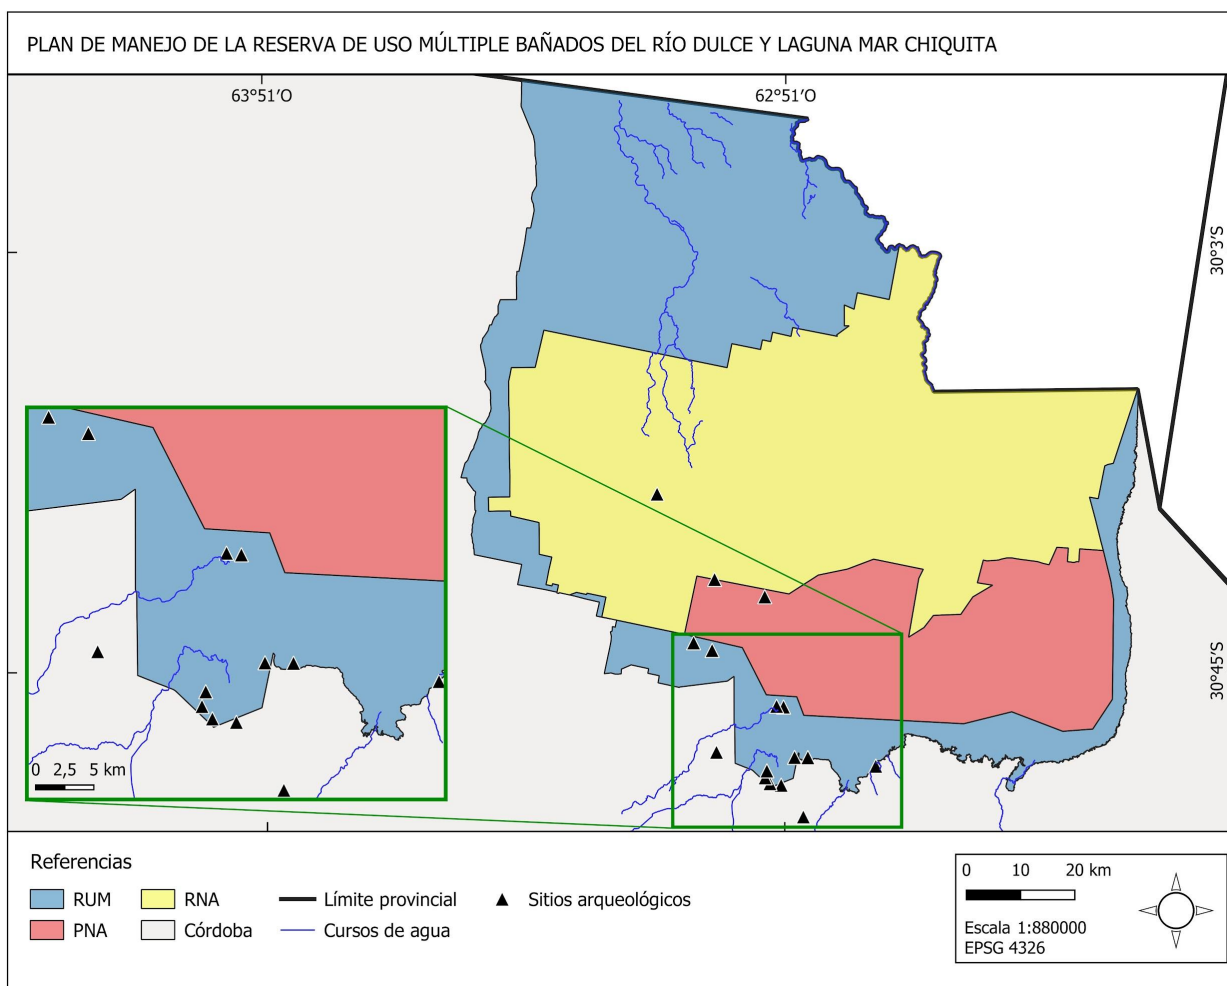 PLAN DE MANEJO DE LA RESERVA DE USO MÚLTIPLE BAÑADOS DEL RÍO DULCE Y LAGUNA MAR CHIQUITA
63°51'O
62°51'O
30°3'S
30°45'S
0 2,5 5 km
Referencias
RUM
RNA
Límite provincial
Sitios arqueológicos
PNA
Córdoba
Cursos de agua
0 10 20 km
Escala 1:880000
EPSG 4326